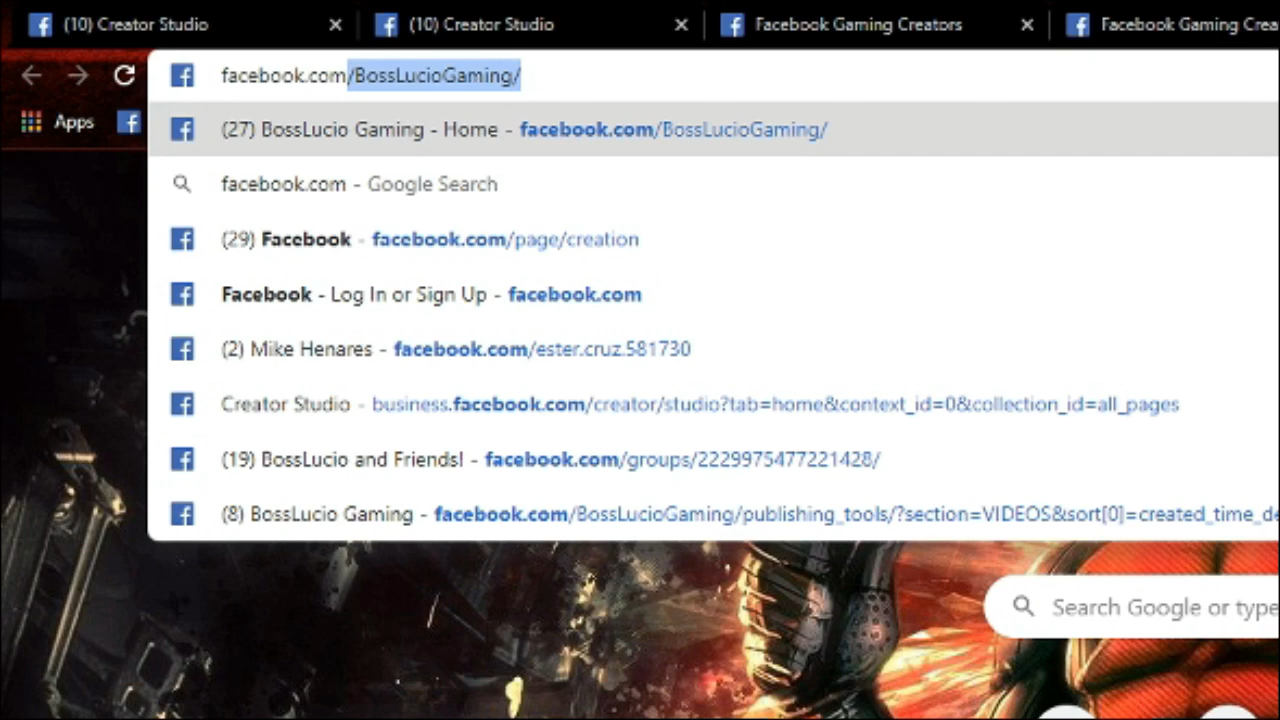 (10) Creator Studio
(10) Creator Studio
Facebook Gaming Creators
Facebook Gaming Crea
facebook.com/BossLucioGaming/
Apps
(27) BossLucio Gaming - Home - facebook.com/BossLucioGaming/
facebook.com - Google Search
(29) Facebook - facebook.com/page/creation
Facebook - Log In or Sign Up - facebook.com
(2) Mike Henares - facebook.com/ester.cruz.581730
Creator Studio - business.facebook.com/creator/studio?tab=home&context_id=0&collection_id=all_pages
(19) BossLucio and Friends! - facebook.com/groups/2229975477221428/
(8) BossLucio Gaming - facebook.com/BossLucioGaming/publishing_tools/?section=VIDEOS&sort[0]=created_time_de
Search Google or type